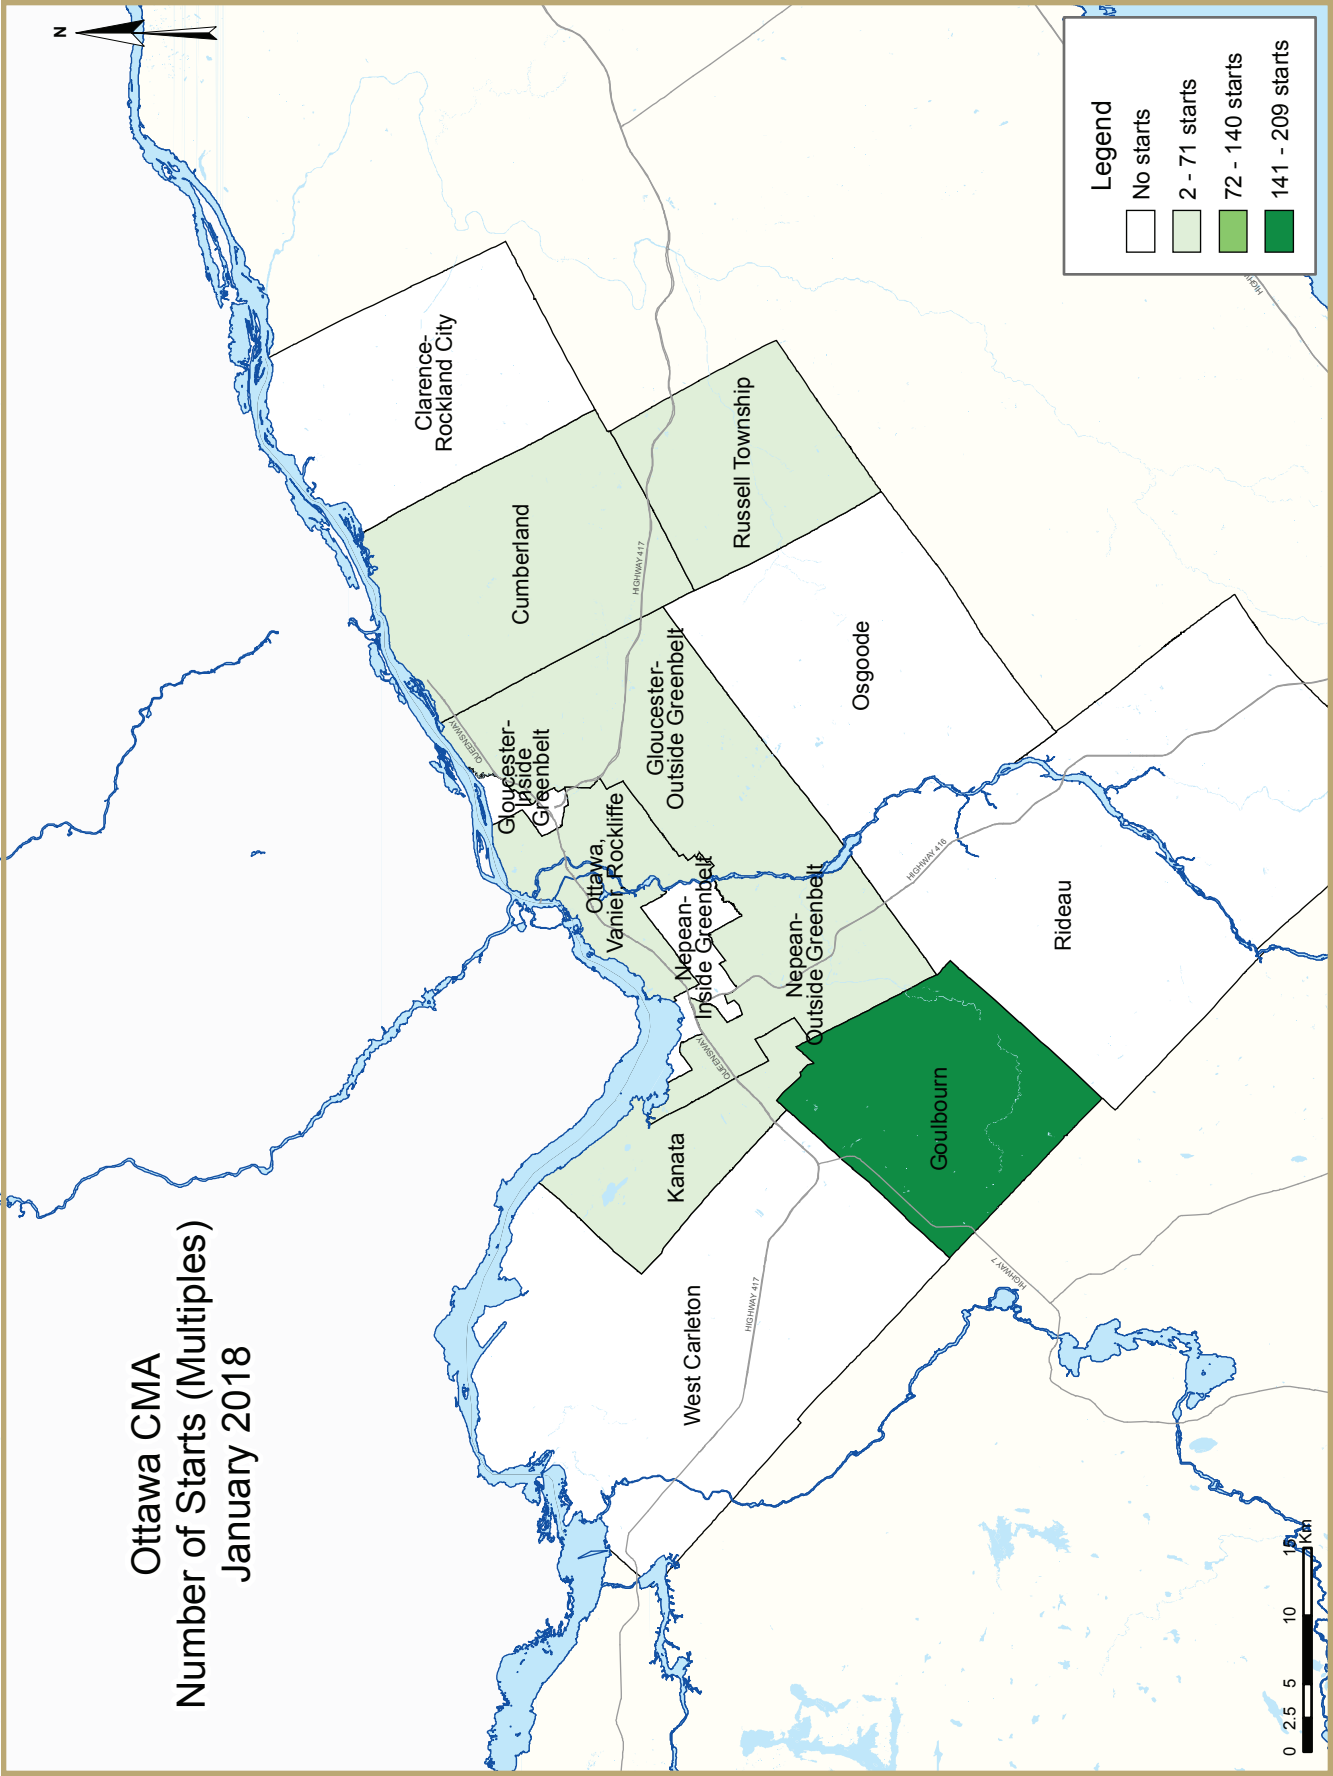 Ottawa CMA
Number of Starts (Multiples)
January 2018
N
Legend
No starts
2 - 71 starts
72 - 140 starts
141 - 209 starts
Clarence-
Rockland City
Cumberland
Russell Township
HIGHWAY 417
Gloucester-
Outside Greenbelt
Osgoode
QUEENSWAY
Gloucester-
Inside
Greenbelt
Ottawa,
Vanier, Rockliffe
Nepean-
Inside Greenbelt
Nepean-
Outside Greenbelt
HIGHWAY 416
Rideau
QUEENSWAY
Kanata
Goulbourn
West Carleton
HIGHWAY 417
HIGHWAY 7
0 2.5 5 10 15
Km